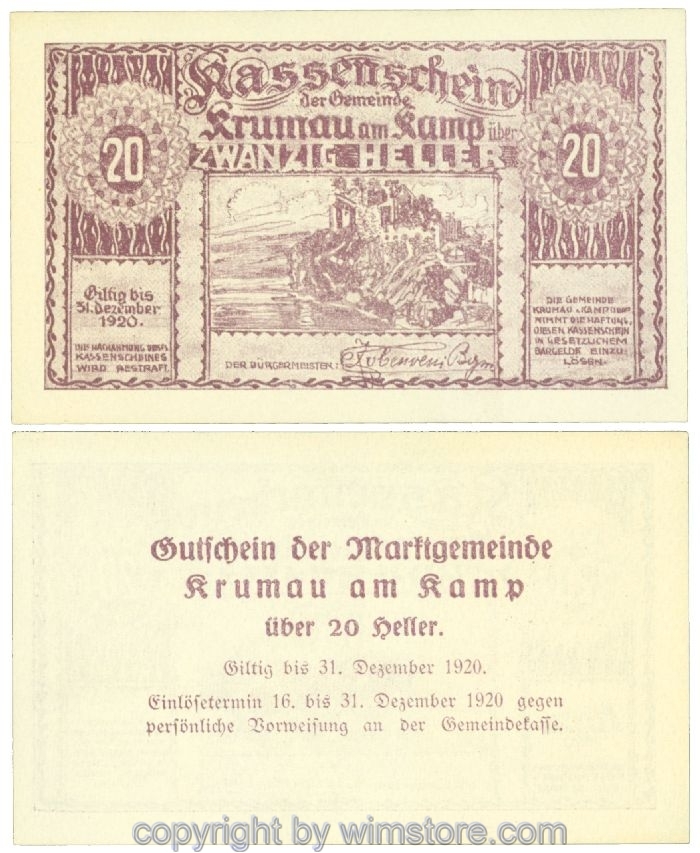 Kassenschein
der Gemeinde
Krumau am Kamp über
ZWANZIG HELLER
20
20
Giltig bis
31. Dezember
1920.
DIE NACHAHMUNG DIESES
KASSENSCHEINES
WIRD BESTRAFT.
DER BÜRGERMEISTER:
DIE GEMEINDE
KRUMAU A. KAMP
NIMMT DIE HAFTUNG,
DIESEN KASSENSCHEIN
IN GESETZLICHEM
BARGELDE EINZU-
LÖSEN.
Gutschein der Marktgemeinde
Krumau am Kamp
über 20 Heller.
Giltig bis 31. Dezember 1920.
Einlösetermin 16. bis 31. Dezember 1920 gegen
persönliche Vorweisung an der Gemeindekasse.
copyright by wimstore.com